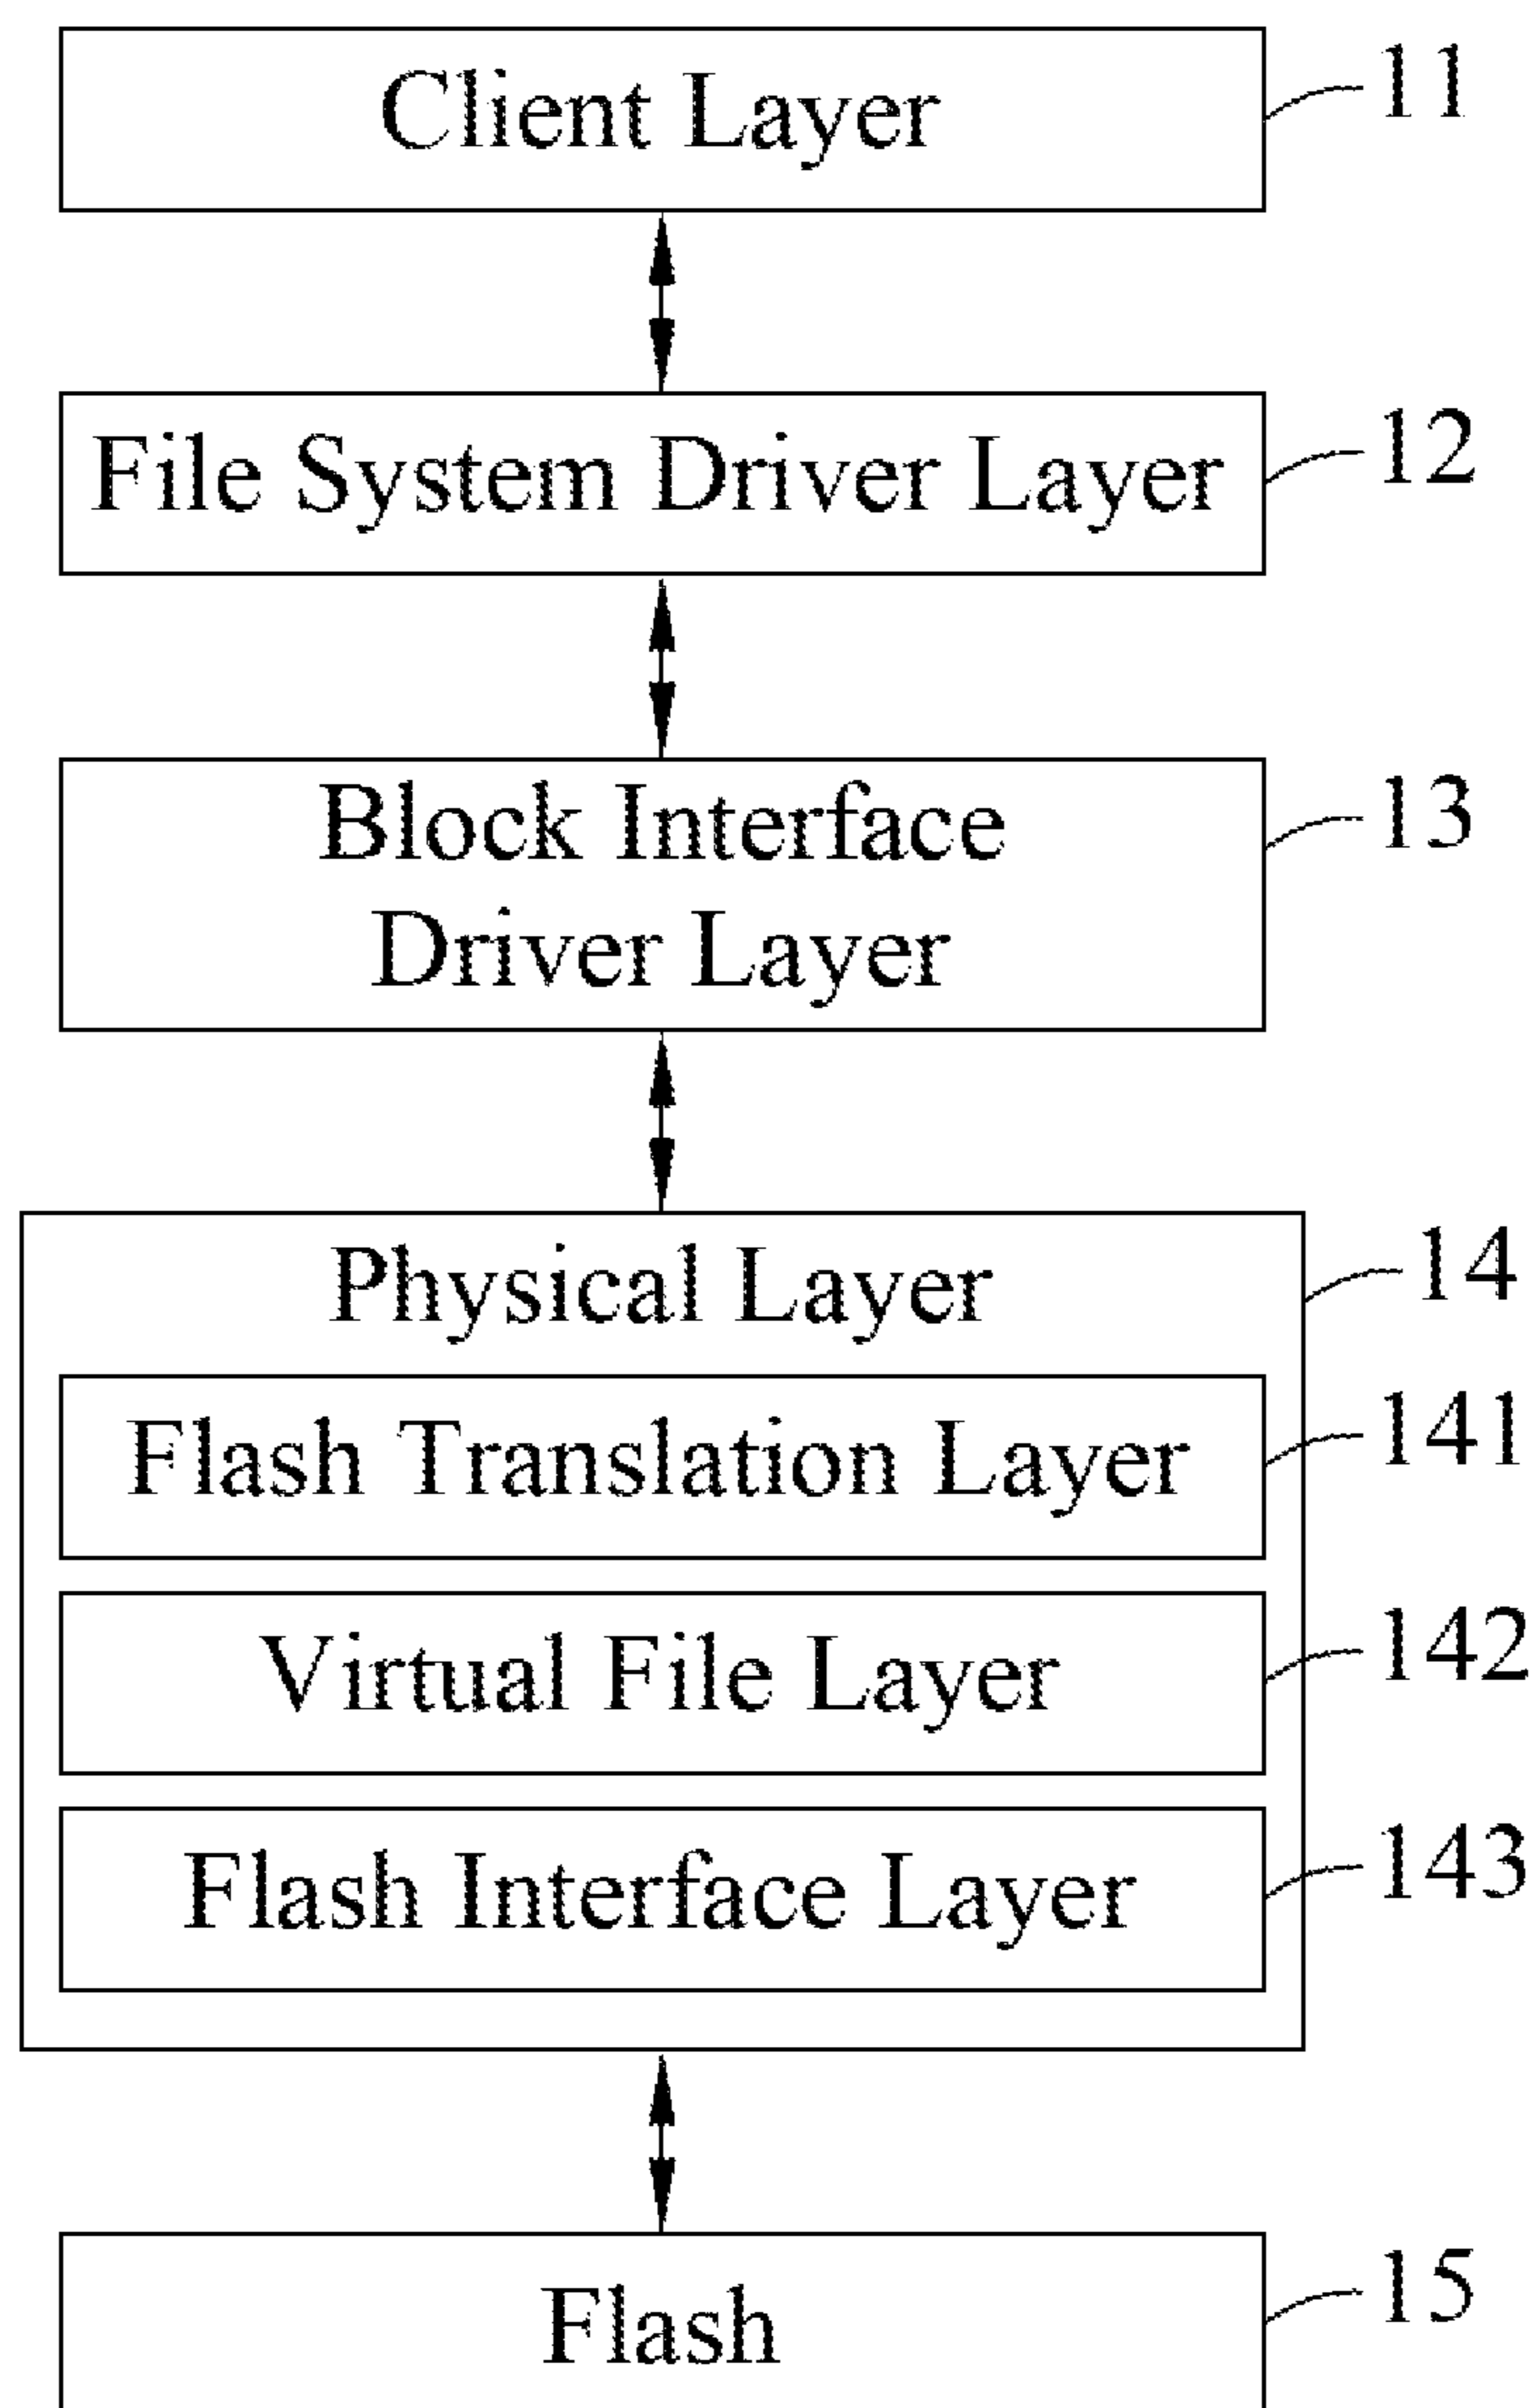 Client Layer 11
File System Driver Layer 12
Block Interface 13
Driver Layer
Physical Layer 14
Flash Translation Layer 141
Virtual File Layer 142
Flash Interface Layer 143
Flash 15